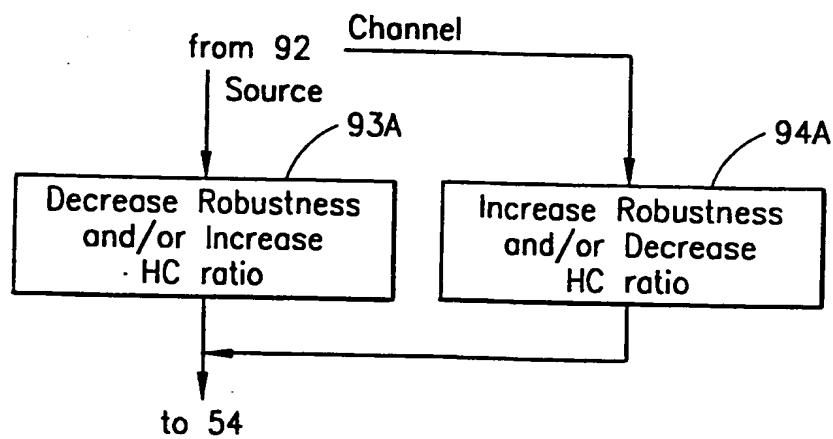 Channel
from 92
Source
93A
94A
Decrease Robustness
and/or Increase
HC ratio
Increase Robustness
and/or Decrease
HC ratio
to 54